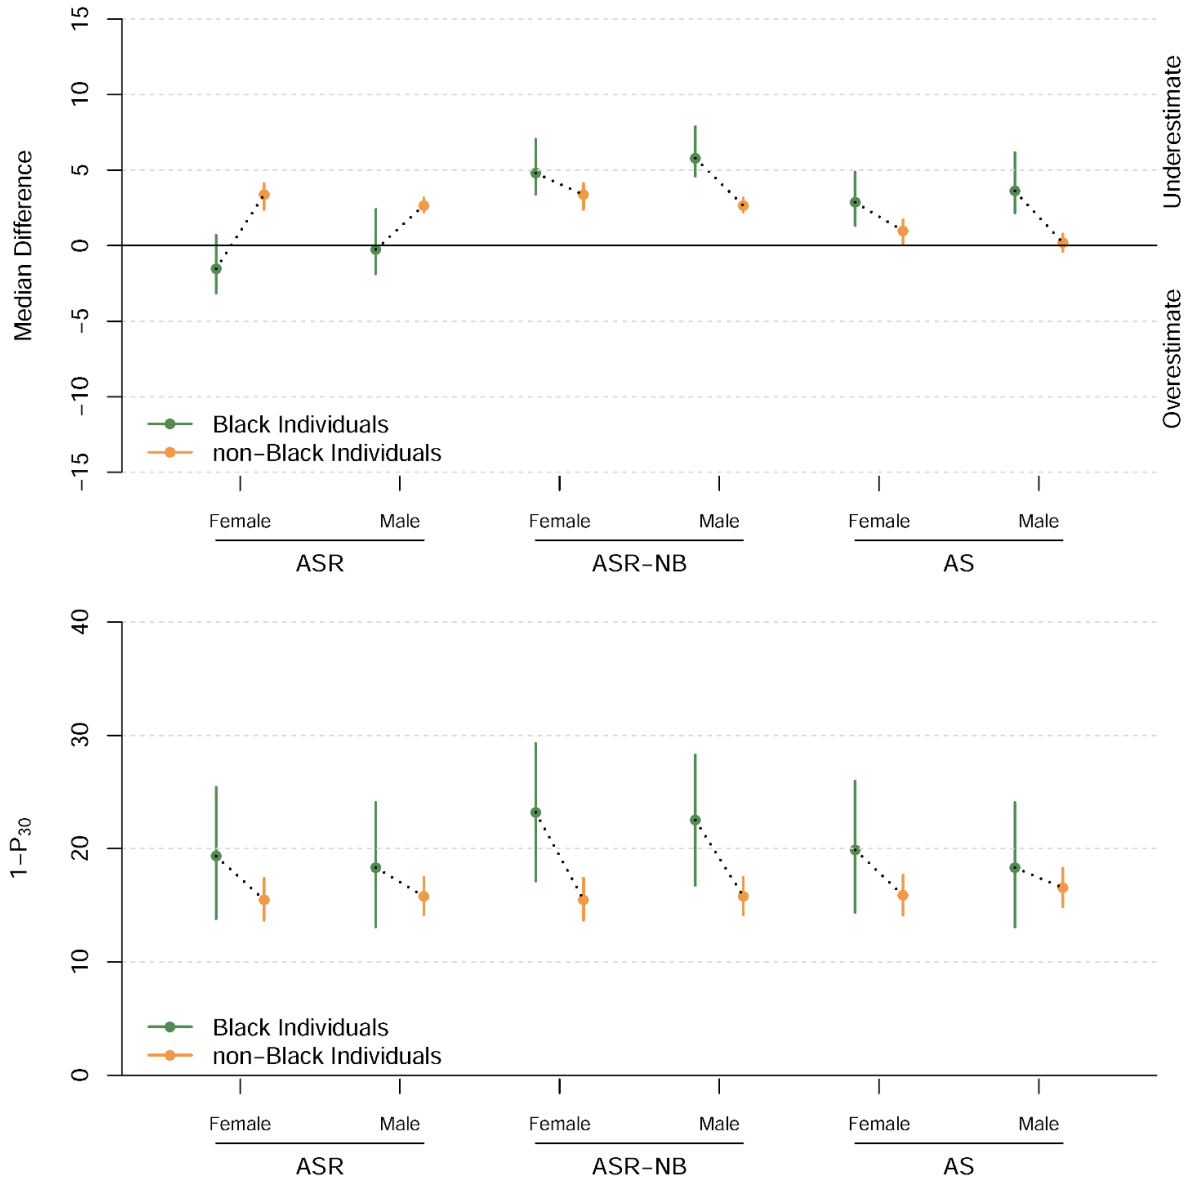 15
10
5
0
−5
−10
−15
Median Difference
Underestimate
Overestimate
Black Individuals
non−Black Individuals
Female Male Female Male Female Male
ASR ASR−NB AS
40
30
20
10
0
1−P30
Black Individuals
non−Black Individuals
Female Male Female Male Female Male
ASR ASR−NB AS